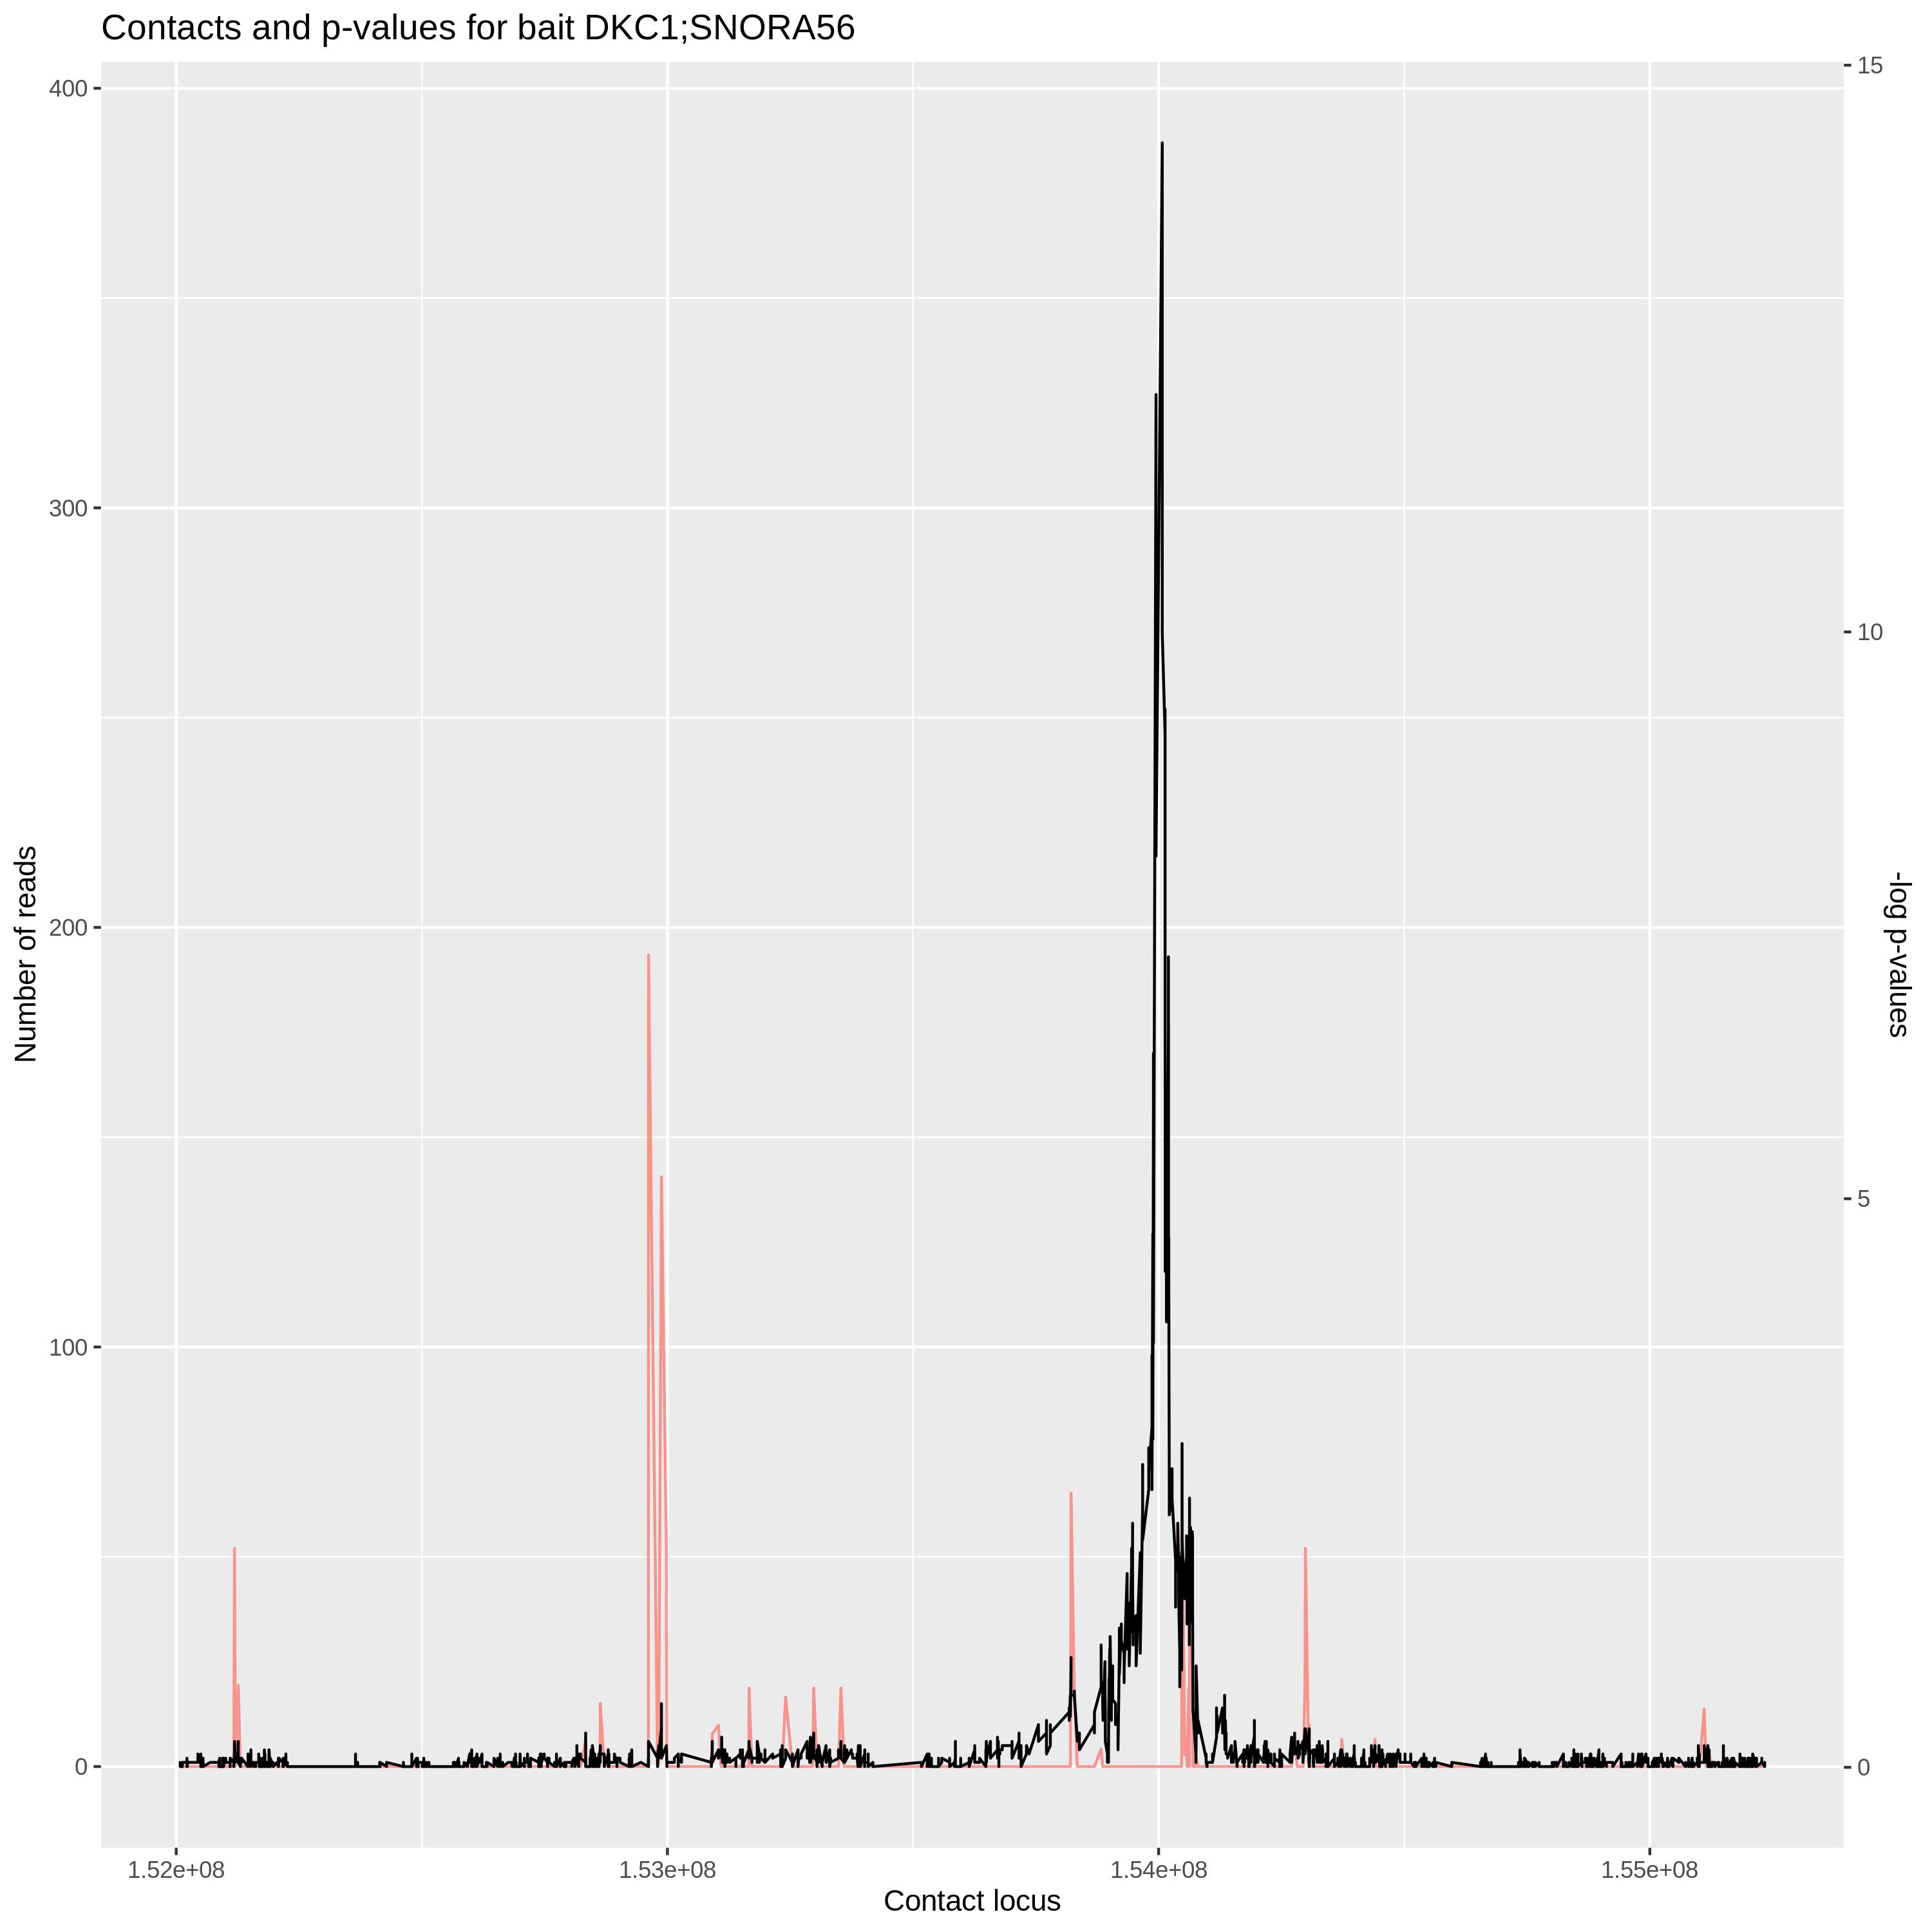 Contacts and p-values for bait DKC1;SNORA56
400
300
200
100
0
Number of reads
15
10
5
0
-log p-values
1.52e+08
1.53e+08
1.54e+08
1.55e+08
Contact locus